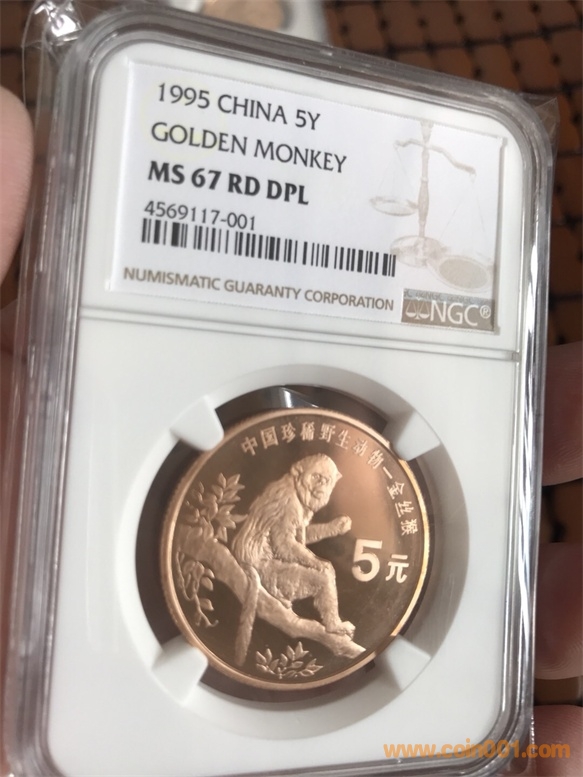 1995 CHINA 5Y
GOLDEN MONKEY
MS 67 RD DPL
4569117-001
NUMISMATIC GUARANTY CORPORATION
NGC®
中国珍稀野生动物—金丝猴
5元
www.coin001.com